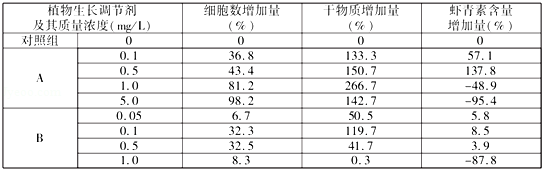 植物生长调节剂 细胞数增加量 干物质增加量 虾青素含量
及其质量浓度(mg/L) (%) (%) 增加量(%)
对照组 0 0 0 0
A 0.1 36.8 133.3 57.1
0.5 43.4 150.7 137.8
1.0 81.2 266.7 -48.9
5.0 98.2 142.7 -95.4
B 0.05 6.7 50.5 5.8
0.1 32.3 119.7 8.5
0.5 32.5 41.7 3.9
1.0 8.3 0.3 -87.8